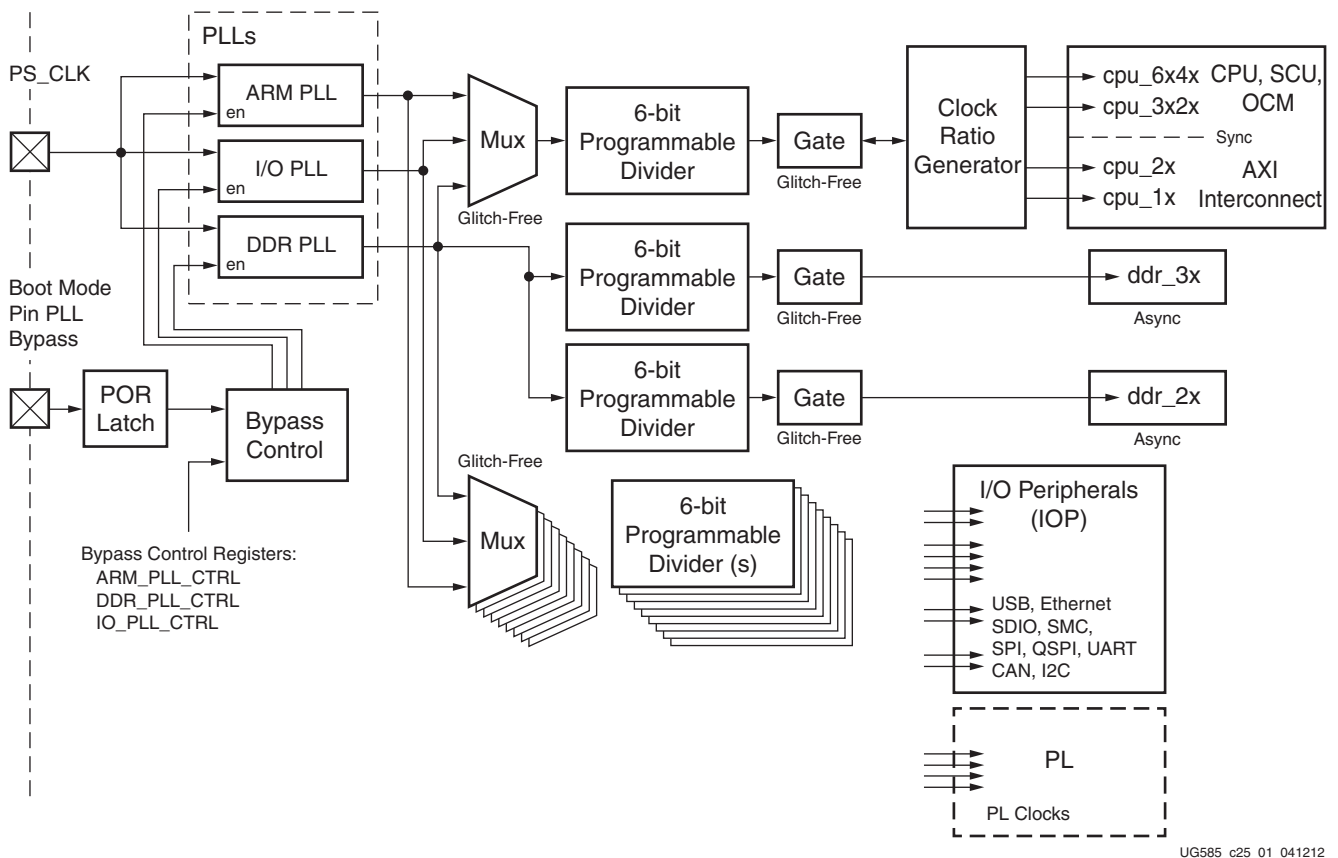 PS_CLK
Boot Mode
Pin PLL
Bypass
PLLs
ARM PLL
en
I/O PLL
en
DDR PLL
en
POR
Latch
Bypass
Control
Bypass Control Registers:
ARM_PLL_CTRL
DDR_PLL_CTRL
IO_PLL_CTRL
Mux
Glitch-Free
6-bit
Programmable
Divider
Gate
Glitch-Free
Clock
Ratio
Generator
cpu_6x4x
cpu_3x2x
CPU, SCU,
OCM
Sync
cpu_2x
cpu_1x
AXI
Interconnect
6-bit
Programmable
Divider
Gate
Glitch-Free
ddr_3x
Async
6-bit
Programmable
Divider
Gate
Glitch-Free
ddr_2x
Async
Glitch-Free
Mux
6-bit
Programmable
Divider (s)
I/O Peripherals
(IOP)
USB, Ethernet
SDIO, SMC,
SPI, QSPI, UART
CAN, I2C
PL
PL Clocks
UG585_c25_01_041212